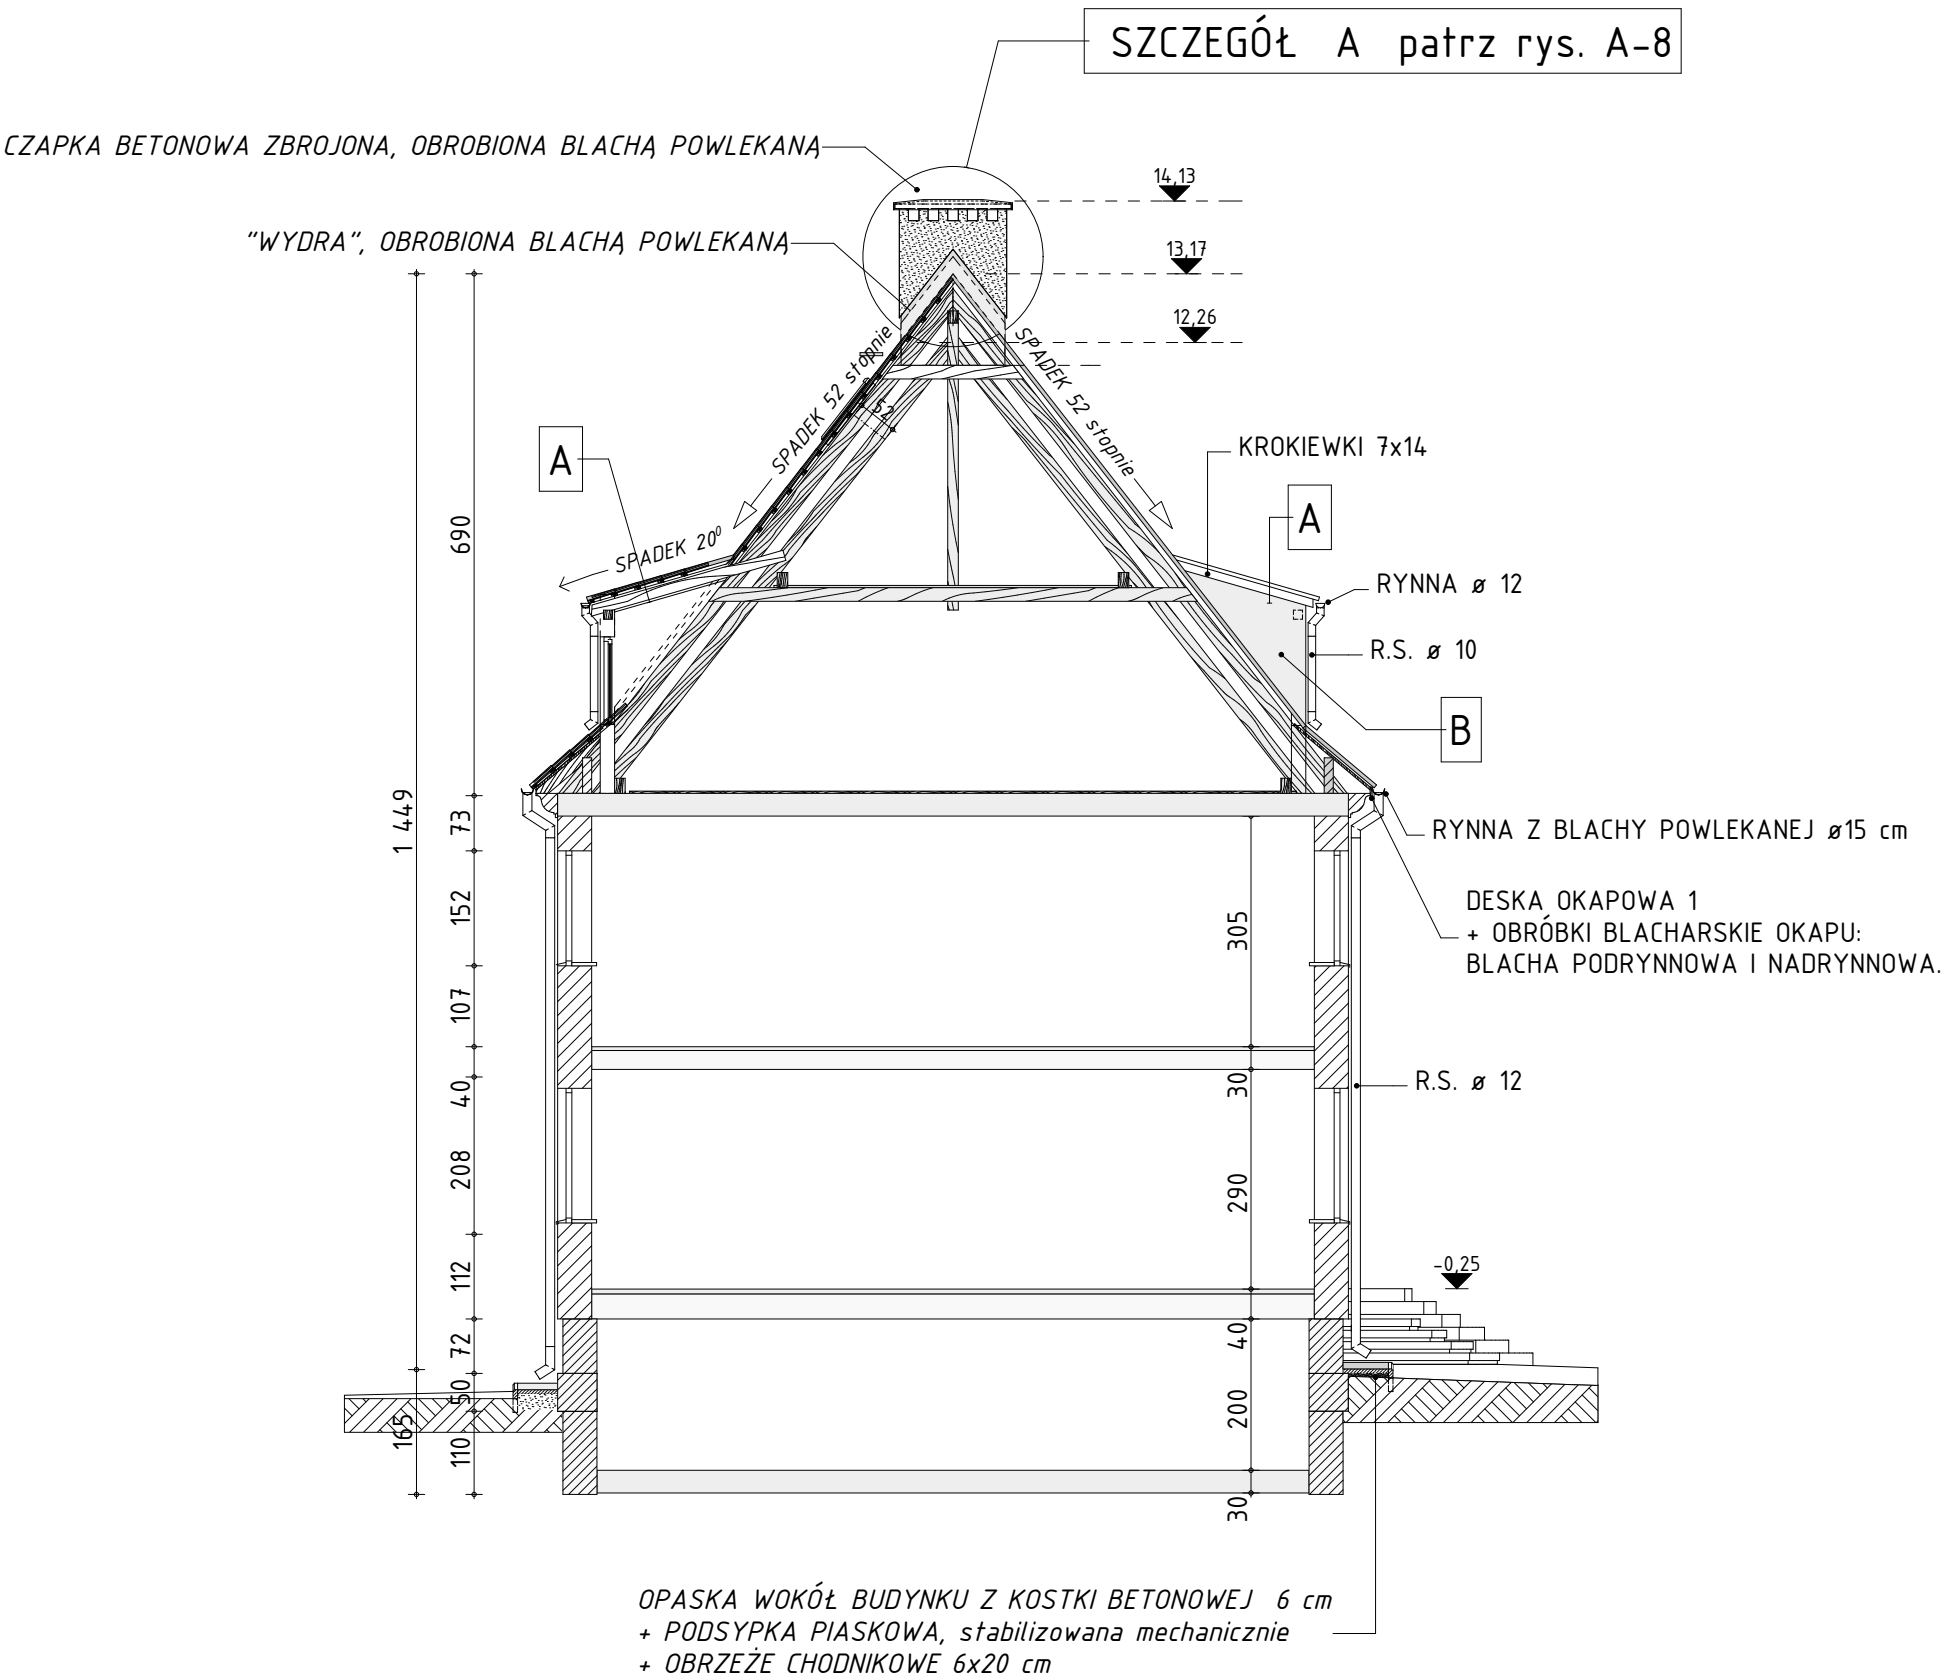 SZCZEGÓŁ A patrz rys. A-8
CZAPKA BETONOWA ZBROJONA, OBROBIONA BLACHĄ POWLEKANĄ
14,13
"WYDRA", OBROBIONA BLACHĄ POWLEKANĄ
13,17
12,26
SPADEK 52 stopnie
SPADEK 52 stopnie
52
KROKIEWKI 7x14
A
A
690
SPADEK 20⁰
RYNNA ø 12
R.S. ø 10
B
1 449
73
RYNNA Z BLACHY POWLEKANEJ ø15 cm
152
305
DESKA OKAPOWA 1
+ OBRÓBKI BLACHARSKIE OKAPU:
BLACHA PODRYNNOWA I NADRYNNOWA.
107
40
30
R.S. ø 12
208
290
112
-0,25
72
40
50
200
165
110
30
OPASKA WOKÓŁ BUDYNKU Z KOSTKI BETONOWEJ 6 cm
+ PODSYPKA PIASKOWA, stabilizowana mechanicznie
+ OBRZEŻE CHODNIKOWE 6x20 cm